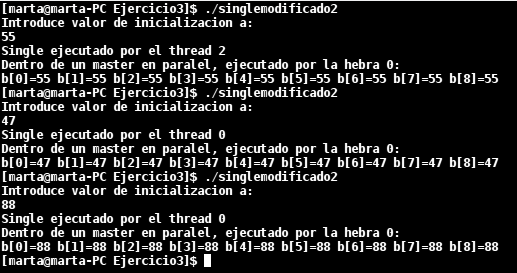 [marta@marta-PC Ejercicio3]$ ./singlemodificado2
Introduce valor de inicializacion a:
55
Single ejecutado por el thread 2
Dentro de un master en paralel, ejecutado por la hebra 0:
b[0]=55 b[1]=55 b[2]=55 b[3]=55 b[4]=55 b[5]=55 b[6]=55 b[7]=55 b[8]=55
[marta@marta-PC Ejercicio3]$ ./singlemodificado2
Introduce valor de inicializacion a:
47
Single ejecutado por el thread 0
Dentro de un master en paralel, ejecutado por la hebra 0:
b[0]=47 b[1]=47 b[2]=47 b[3]=47 b[4]=47 b[5]=47 b[6]=47 b[7]=47 b[8]=47
[marta@marta-PC Ejercicio3]$ ./singlemodificado2
Introduce valor de inicializacion a:
88
Single ejecutado por el thread 0
Dentro de un master en paralel, ejecutado por la hebra 0:
b[0]=88 b[1]=88 b[2]=88 b[3]=88 b[4]=88 b[5]=88 b[6]=88 b[7]=88 b[8]=88
[marta@marta-PC Ejercicio3]$